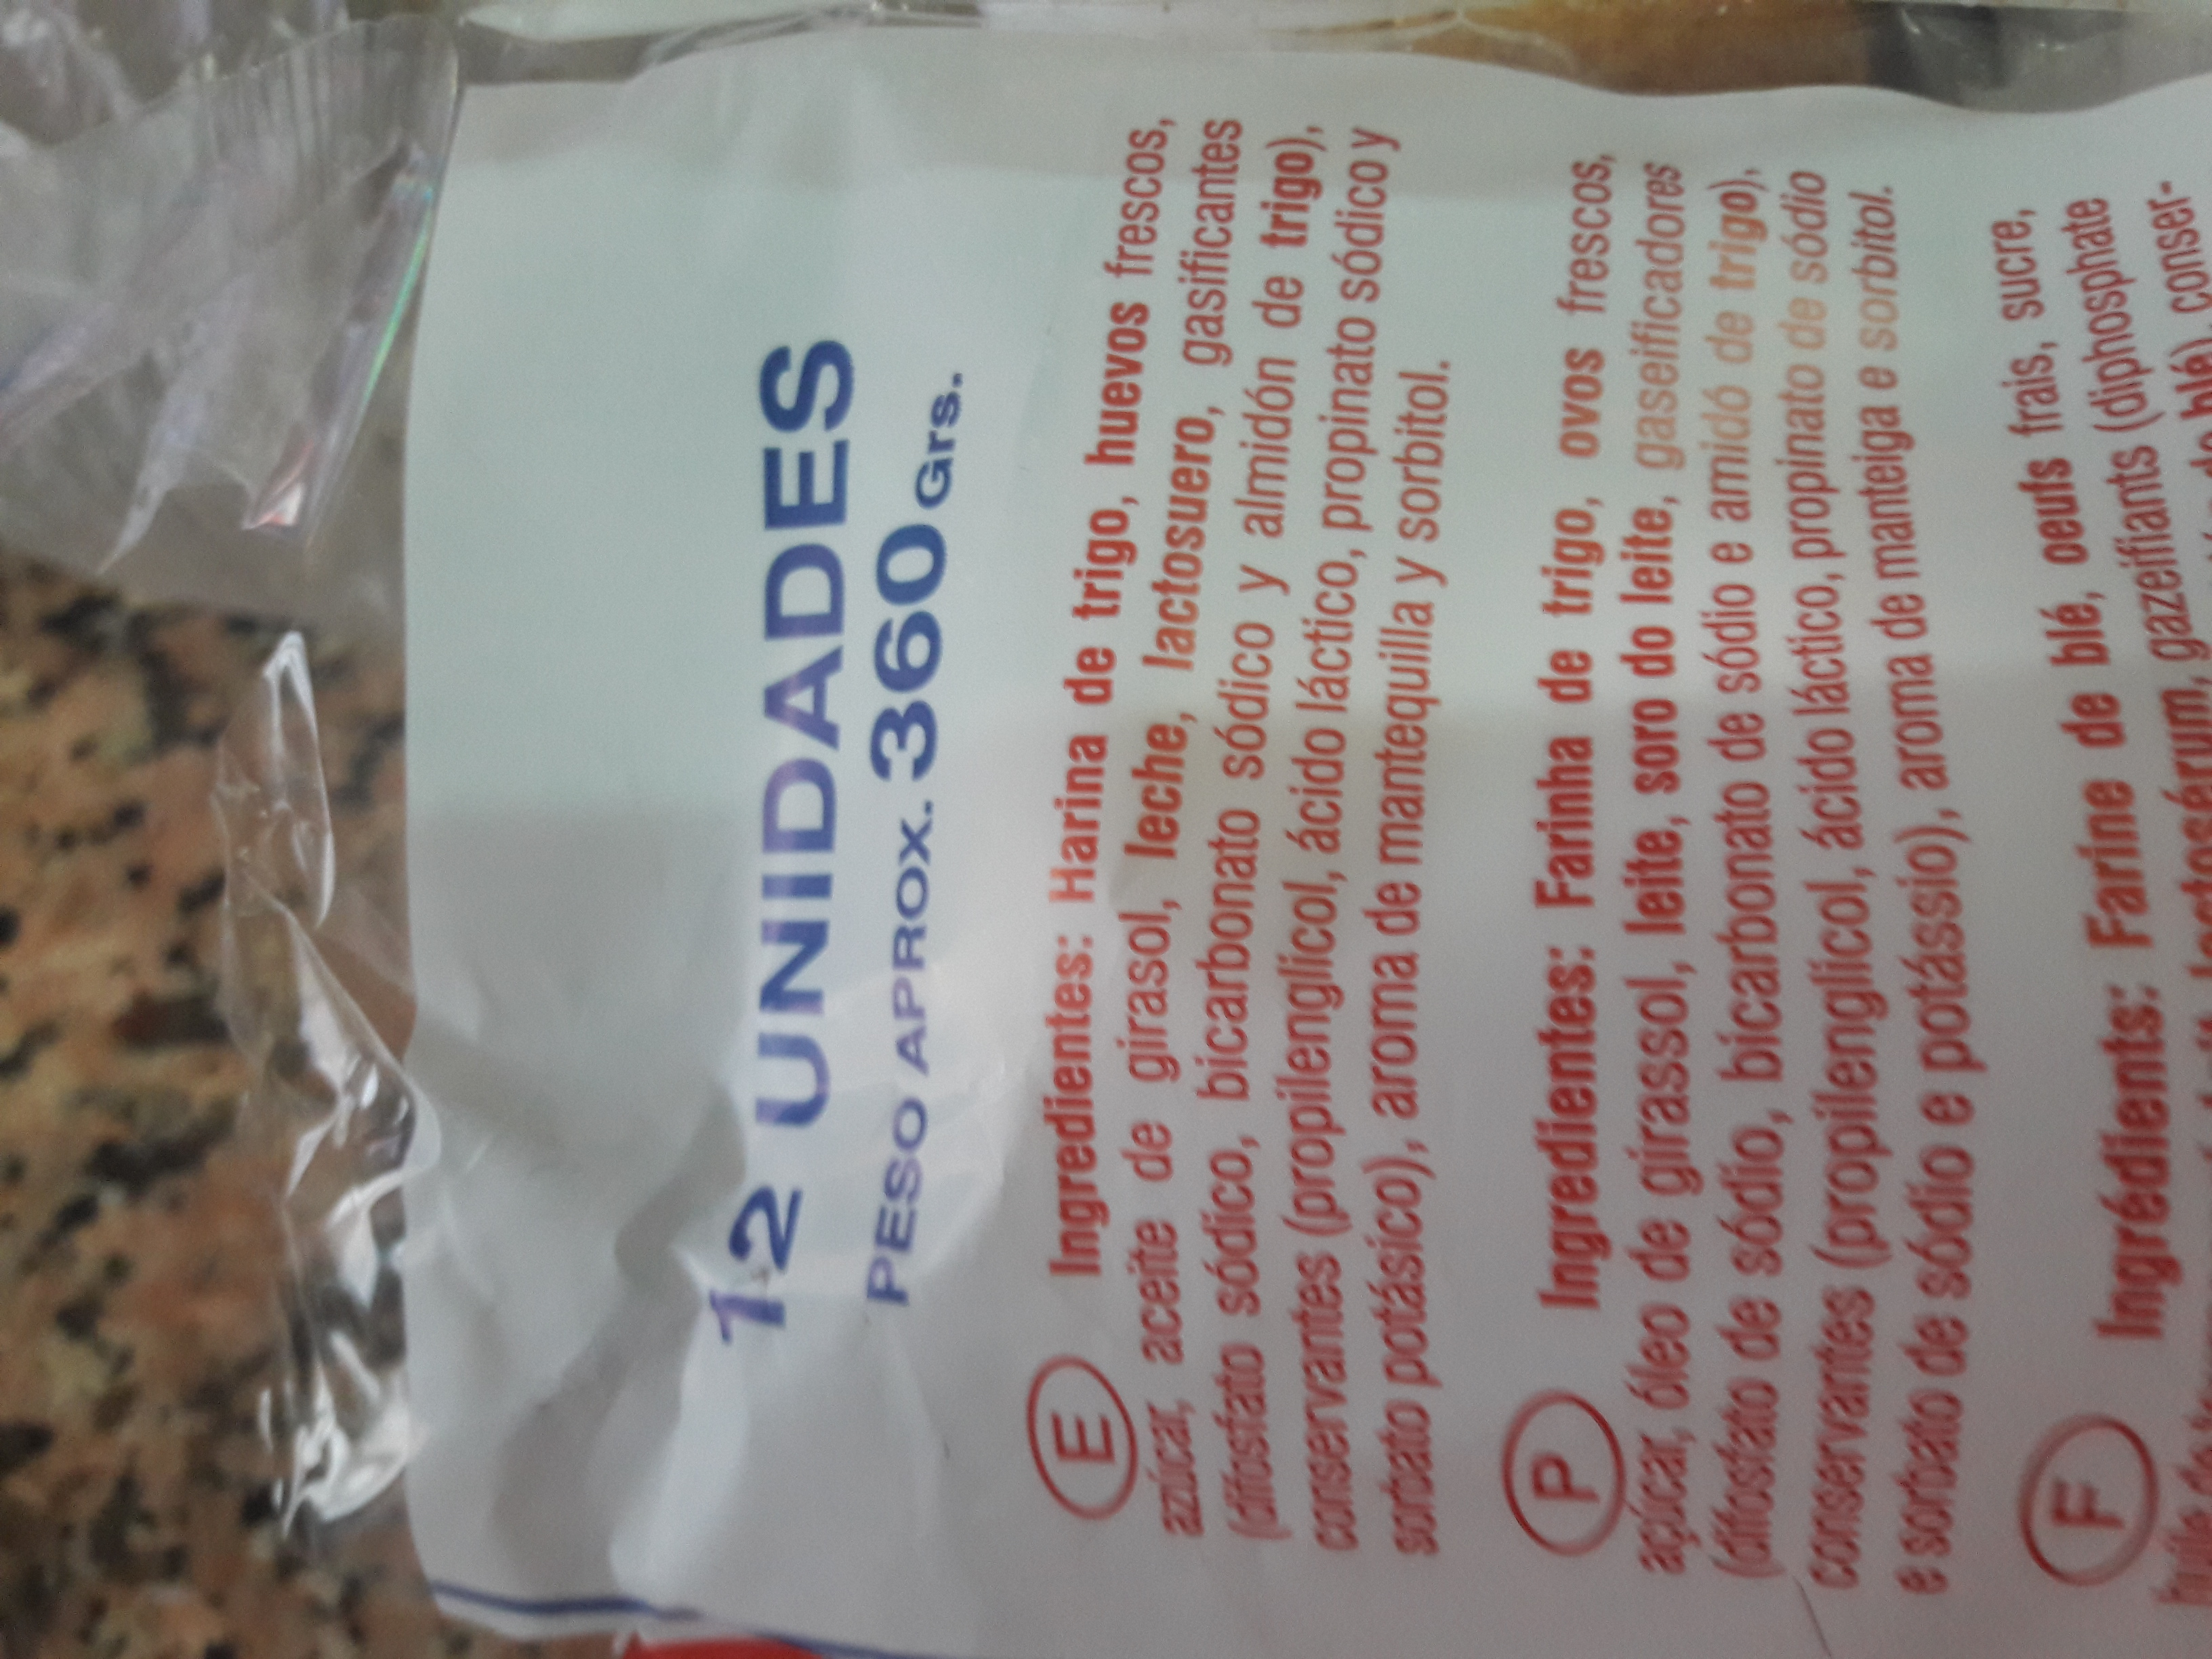 12 UNIDADES
PESO APROX. 360 Grs.
E Ingredientes: Harina de trigo, huevos frescos,
azúcar, aceite de girasol, leche, lactosuero, gasificantes
(difosfato sódico, bicarbonato sódico y almidón de trigo),
conservantes (propilenglicol, ácido láctico, propinato sódico y
sorbato potásico), aroma de mantequilla y sorbitol.
P Ingredientes: Farinha de trigo, ovos frescos,
açúcar, óleo de girassol, leite, soro do leite, gaseificadores
(difosfato de sódio, bicarbonato de sódio e amidó de trigo),
conservantes (propilenglicol, ácido láctico, propinato de sódio
e sorbato de sódio e potássio), aroma de manteiga e sorbitol.
F Ingrédients: Farine de blé, oeufs frais, sucre,
gazeifiants (diphosphate
blé) conser-